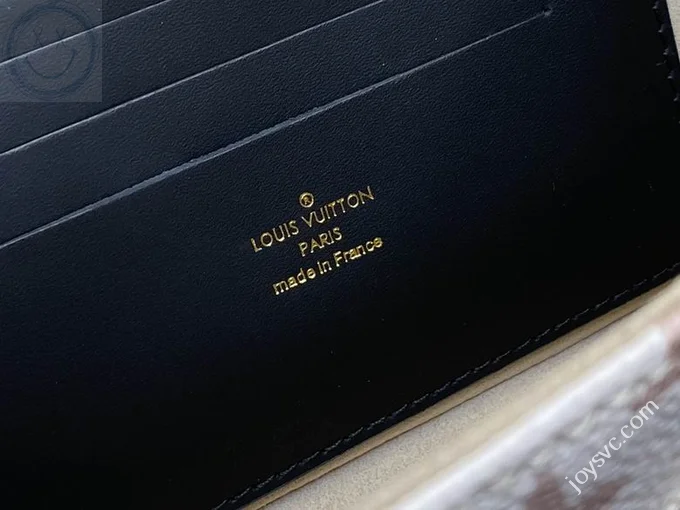 ®
LOUIS VUITTON
PARIS
made in France
joysvc.com